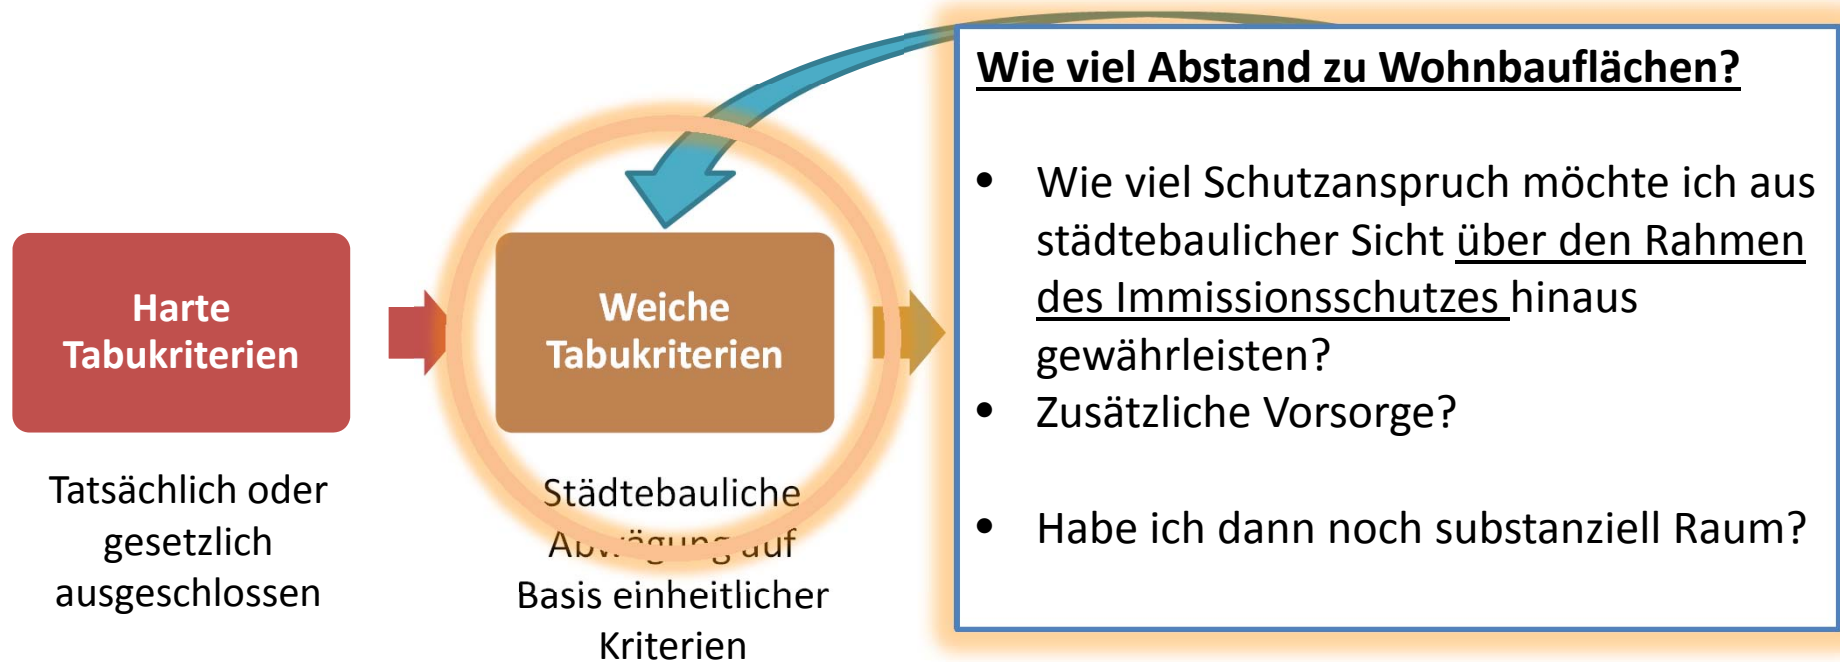 Harte
Tabukriterien
Tatsächlich oder
gesetzlich
ausgeschlossen
Weiche
Tabukriterien
Städtebauliche
Abwägung auf
Basis einheitlicher
Kriterien
Wie viel Abstand zu Wohnbauflächen?
• Wie viel Schutzanspruch möchte ich aus
städtebaulicher Sicht über den Rahmen
des Immissionsschutzes hinaus
gewährleisten?
• Zusätzliche Vorsorge?
• Habe ich dann noch substanziell Raum?